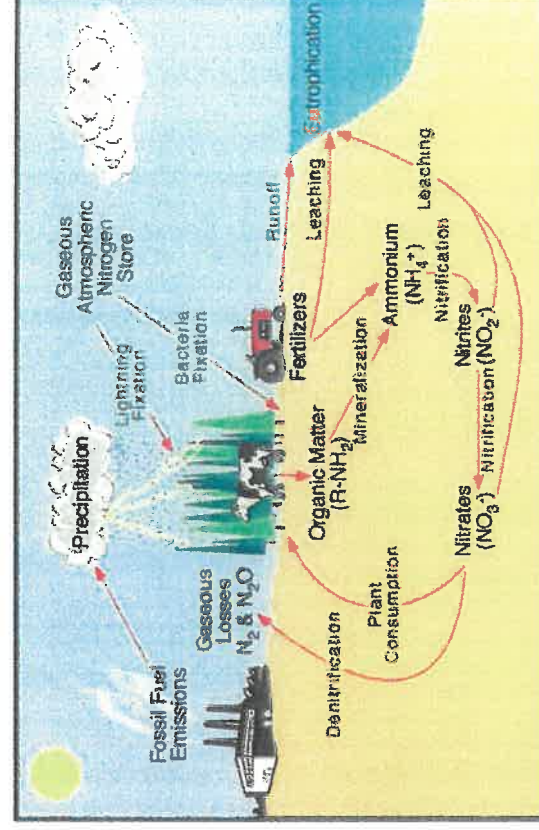 Gaseous
Atmospheric
Nitrogen
Store
Precipitation
Lightning
Fixation
Bacteria
Fixation
Fossil Fuel
Emissions
Gaseous
Losses
N₂ & N₂O
Runoff
Eutrophication
Fertilizers
Leaching
Organic Matter
(R-NH₂)
Mineralization
Ammonium
(NH₄⁺)
Nitrification
Leaching
Denitrification
Plant
Consumption
Nitrates
(NO₃⁻)
Nitrification
Nitrites
(NO₂⁻)